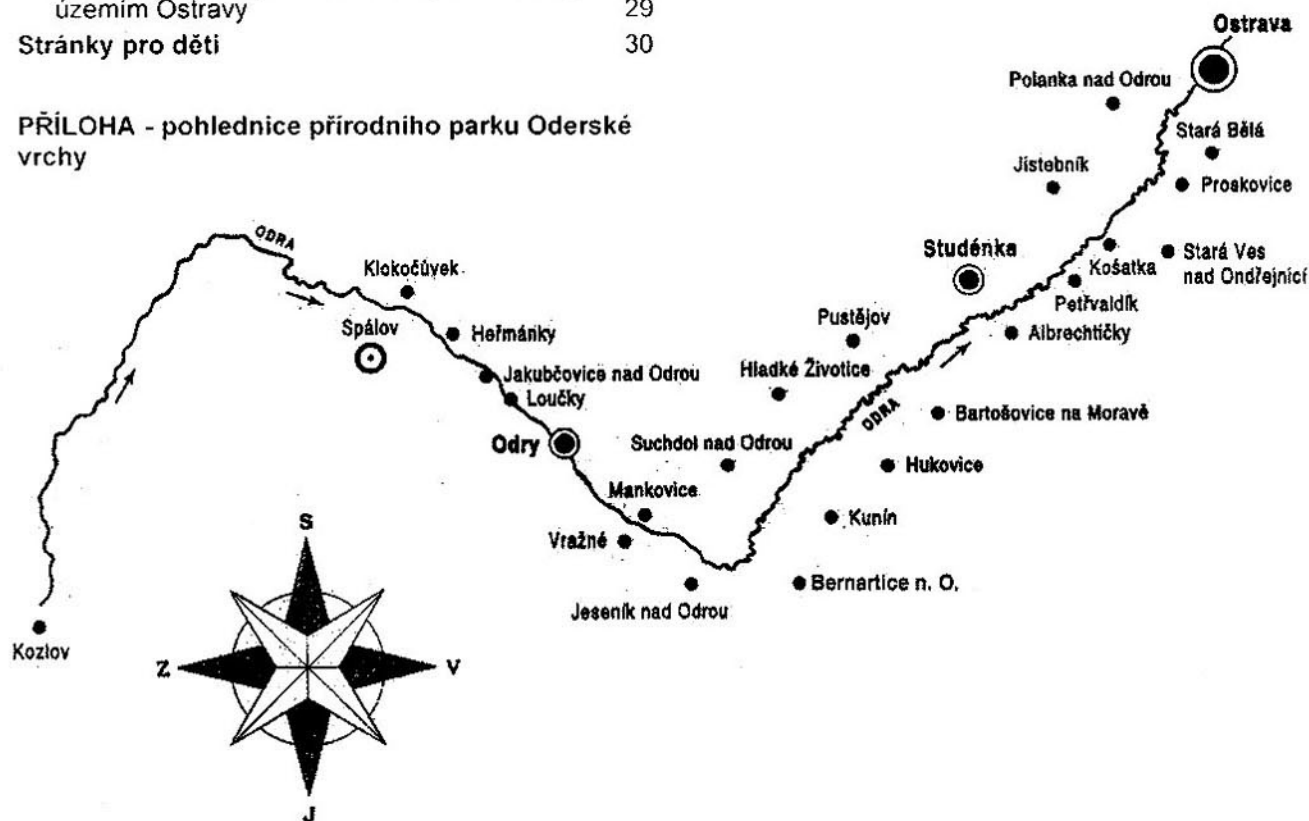 územím Ostravy 29
Stránky pro děti 30
PŘÍLOHA - pohlednice přírodního parku Oderské
vrchy
Ostrava
Polanka nad Odrou
Stará Bělá
Jistebník
Proskovice
ODRA
Studénka
Stará Ves
nad Ondřejnicí
Košatka
Klokočůvek
Petřvaldík
Spálov
Pustějov
Albrechtičky
Heřmánky
Hladké Životice
Jakubčovice nad Odrou
Loučky
ODRA
Bartošovice na Moravě
Odry
Suchdol nad Odrou
Hukovice
Mankovice
Kunín
S
Vražné
Bernartice n. O.
Jeseník nad Odrou
Kozlov
Z
V
J